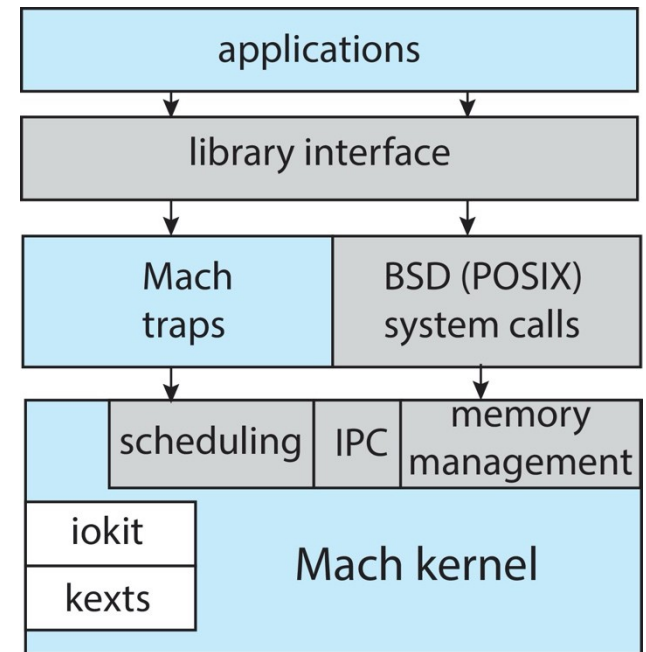 applications
library interface
Mach
traps
BSD (POSIX)
system calls
scheduling
IPC
memory
management
iokit
kexts
Mach kernel